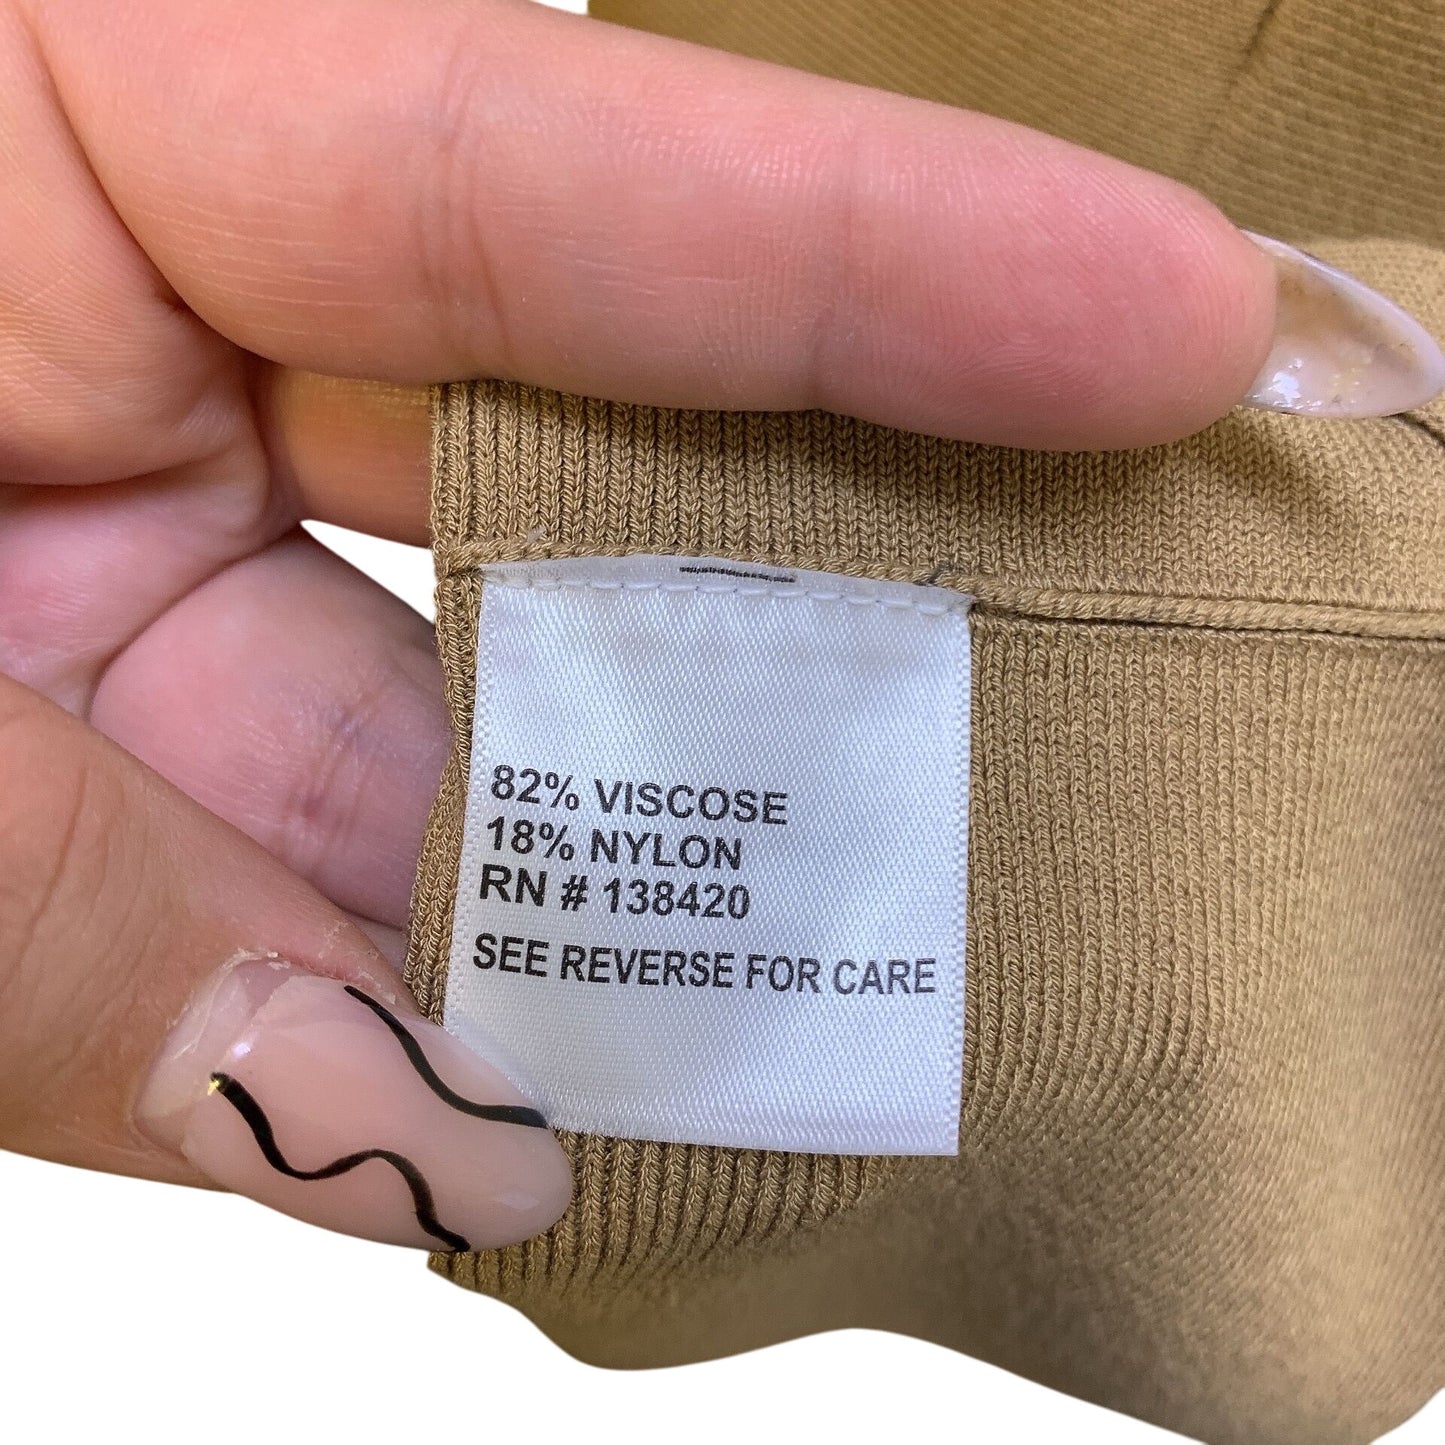 82% VISCOSE
18% NYLON
RN # 138420
SEE REVERSE FOR CARE